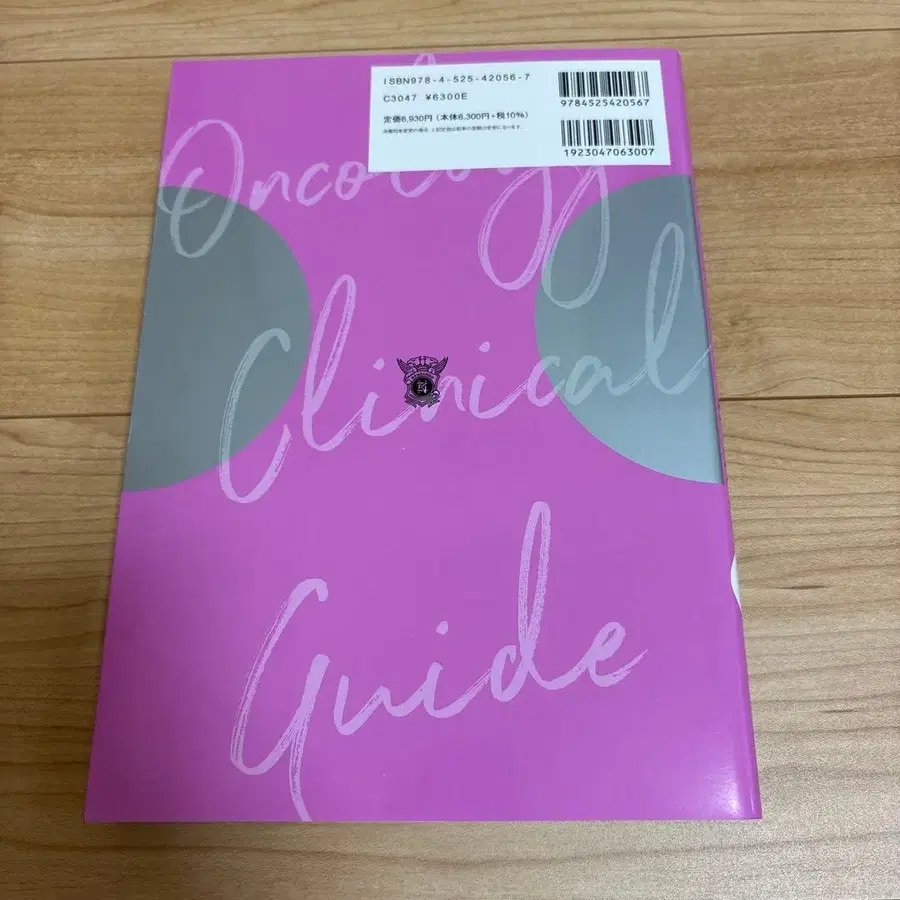 ISBN978-4-525-42056-7
C3047 ¥6300E
定価6,930円（本体6,300円+税10%）
9784525420567
1923047063007
Oncology
Clinical
Guide